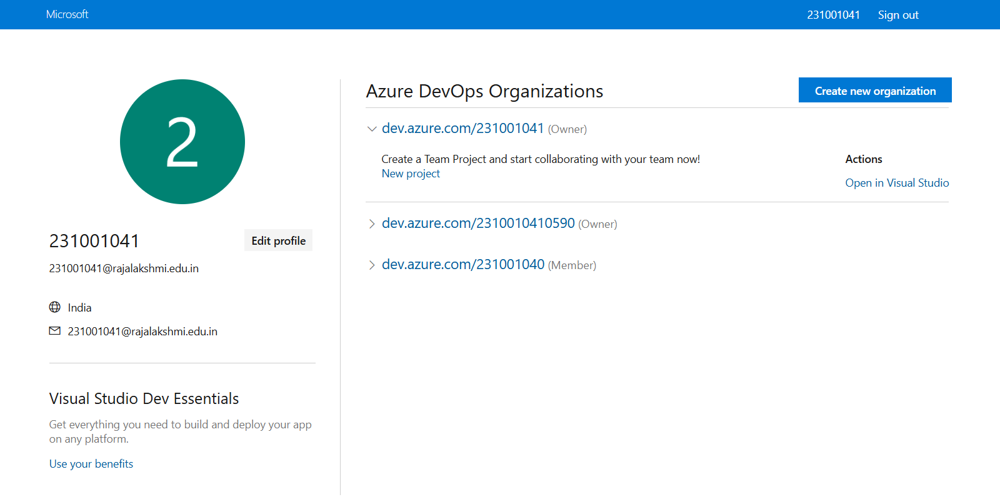 Microsoft
231001041 Sign out
2
231001041
Edit profile
231001041@rajalakshmi.edu.in
India
231001041@rajalakshmi.edu.in
Visual Studio Dev Essentials
Get everything you need to build and deploy your app
on any platform.
Use your benefits
Azure DevOps Organizations
Create new organization
dev.azure.com/231001041 (Owner)
Create a Team Project and start collaborating with your team now!
New project
Actions
Open in Visual Studio
dev.azure.com/2310010410590 (Owner)
dev.azure.com/231001040 (Member)